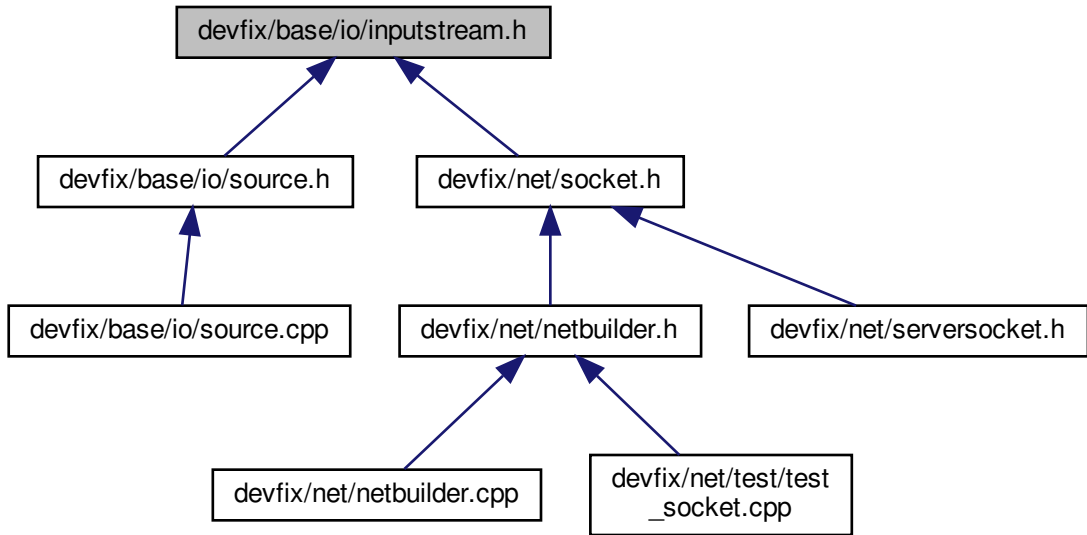 devfix/base/io/inputstream.h
devfix/base/io/source.h
devfix/net/socket.h
devfix/base/io/source.cpp
devfix/net/netbuilder.h
devfix/net/serversocket.h
devfix/net/netbuilder.cpp
devfix/net/test/test
_socket.cpp